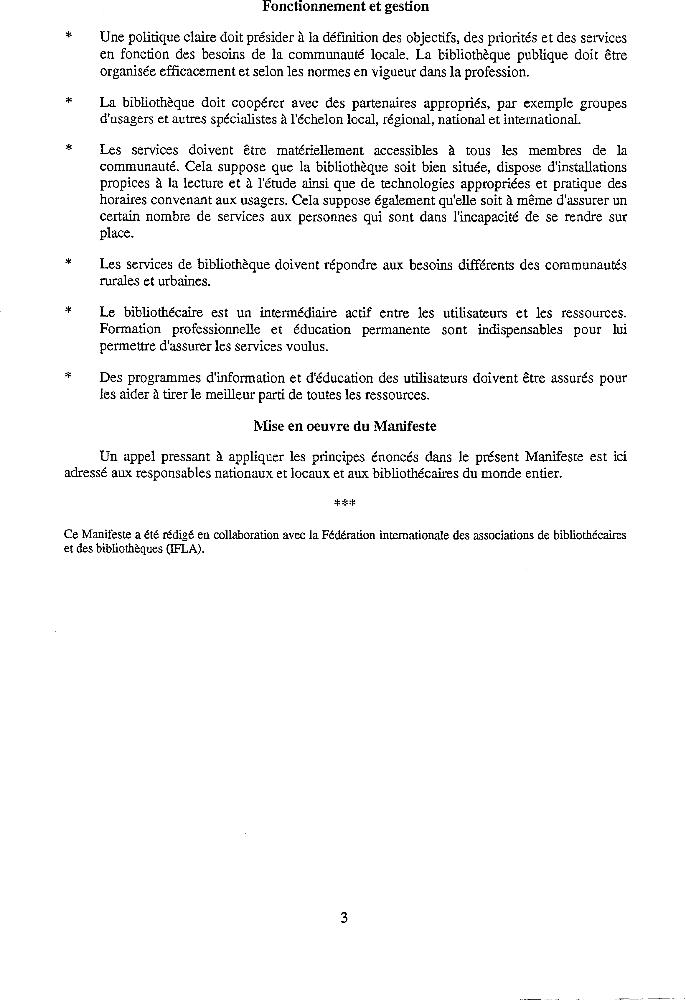 Fonctionnement et gestion
* Une politique claire doit présider à la définition des objectifs, des priorités et des services
en fonction des besoins de la communauté locale. La bibliothèque publique doit être
organisée efficacement et selon les normes en vigueur dans la profession.
* La bibliothèque doit coopérer avec des partenaires appropriés, par exemple groupes
d'usagers et autres spécialistes à l'échelon local, régional, national et international.
* Les services doivent être matériellement accessibles à tous les membres de la
communauté. Cela suppose que la bibliothèque soit bien située, dispose d'installations
propices à la lecture et à l'étude ainsi que de technologies appropriées et pratique des
horaires convenant aux usagers. Cela suppose également qu'elle soit à même d'assurer un
certain nombre de services aux personnes qui sont dans l'incapacité de se rendre sur
place.
* Les services de bibliothèque doivent répondre aux besoins différents des communautés
rurales et urbaines.
* Le bibliothécaire est un intermédiaire actif entre les utilisateurs et les ressources.
Formation professionnelle et éducation permanente sont indispensables pour lui
permettre d'assurer les services voulus.
* Des programmes d'information et d'éducation des utilisateurs doivent être assurés pour
les aider à tirer le meilleur parti de toutes les ressources.
Mise en oeuvre du Manifeste
Un appel pressant à appliquer les principes énoncés dans le présent Manifeste est ici
adressé aux responsables nationaux et locaux et aux bibliothécaires du monde entier.
***
Ce Manifeste a été rédigé en collaboration avec la Fédération internationale des associations de bibliothécaires
et des bibliothèques (IFLA).
3